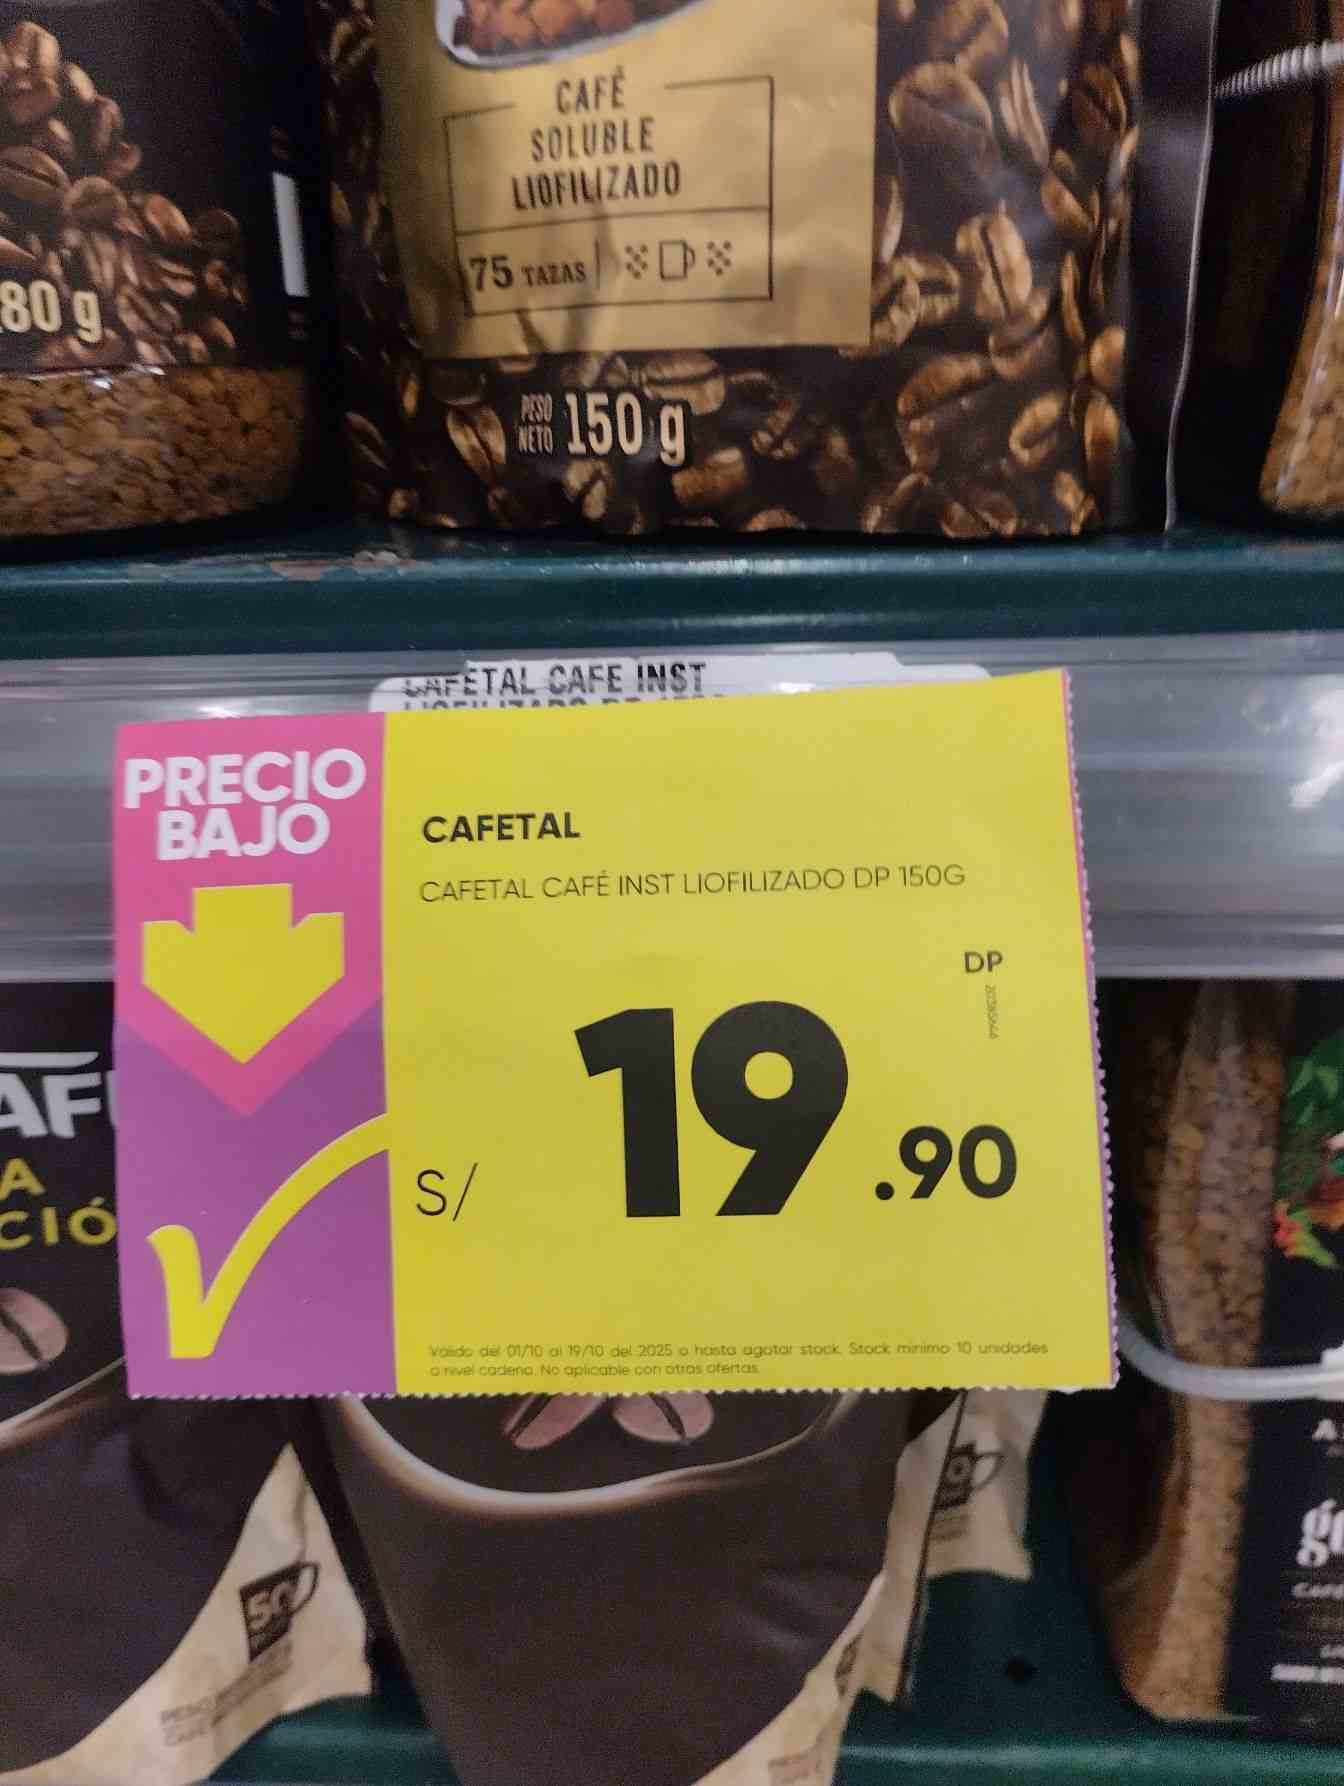 CAFÉ
SOLUBLE
LIOFILIZADO
75 TAZAS
80 g
PESO
NETO 150 g
CAFETAL CAFE INST
PRECIO
BAJO
CAFETAL
CAFETAL CAFÉ INST LIOFILIZADO DP 150G
DP
S/ 19.90
Válido del 01/10 al 19/10 del 2025 o hasta agotar stock. Stock mínimo 10 unidades
a nivel cadena. No aplicable con otras ofertas.
AF
A
CIÓ
50